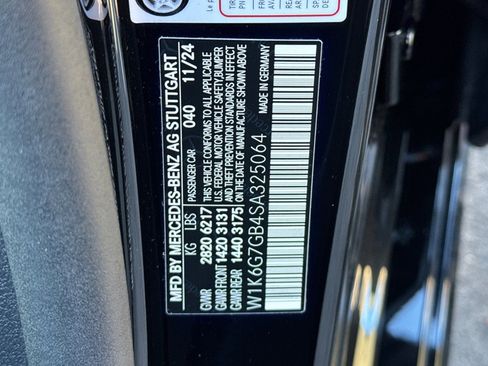 MFD BY MERCEDES-BENZ AG STUTTGART
PASSENGER CAR 040 11/24
KG LBS
GVWR 2820 6217
GAWR FRONT 1420 3131
GAWR REAR 1440 3175
THIS VEHICLE CONFORMS TO ALL APPLICABLE
U.S. FEDERAL MOTOR VEHICLE SAFETY, BUMPER
AND THEFT PREVENTION STANDARDS IN EFFECT
ON THE DATE OF MANUFACTURE SHOWN ABOVE
W1K6G7GB4SA325064
MADE IN GERMANY